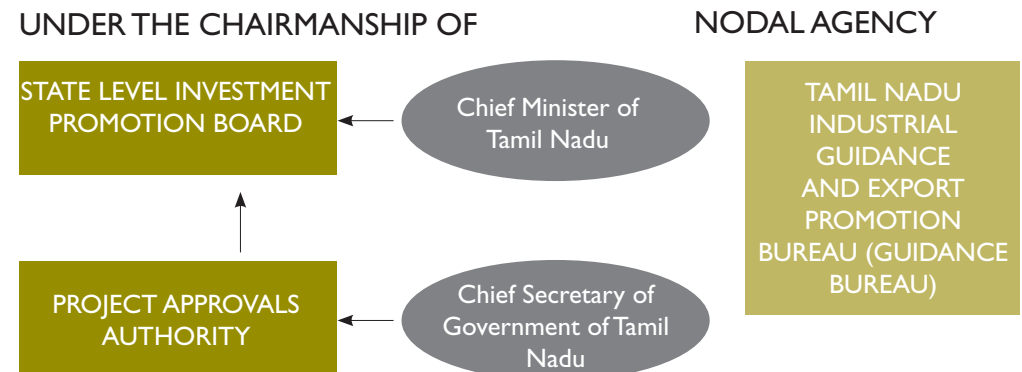 UNDER THE CHAIRMANSHIP OF
NODAL AGENCY
STATE LEVEL INVESTMENT
PROMOTION BOARD
Chief Minister of
Tamil Nadu
TAMIL NADU
INDUSTRIAL
GUIDANCE
AND EXPORT
PROMOTION
BUREAU (GUIDANCE
BUREAU)
PROJECT APPROVALS
AUTHORITY
Chief Secretary of
Government of Tamil
Nadu